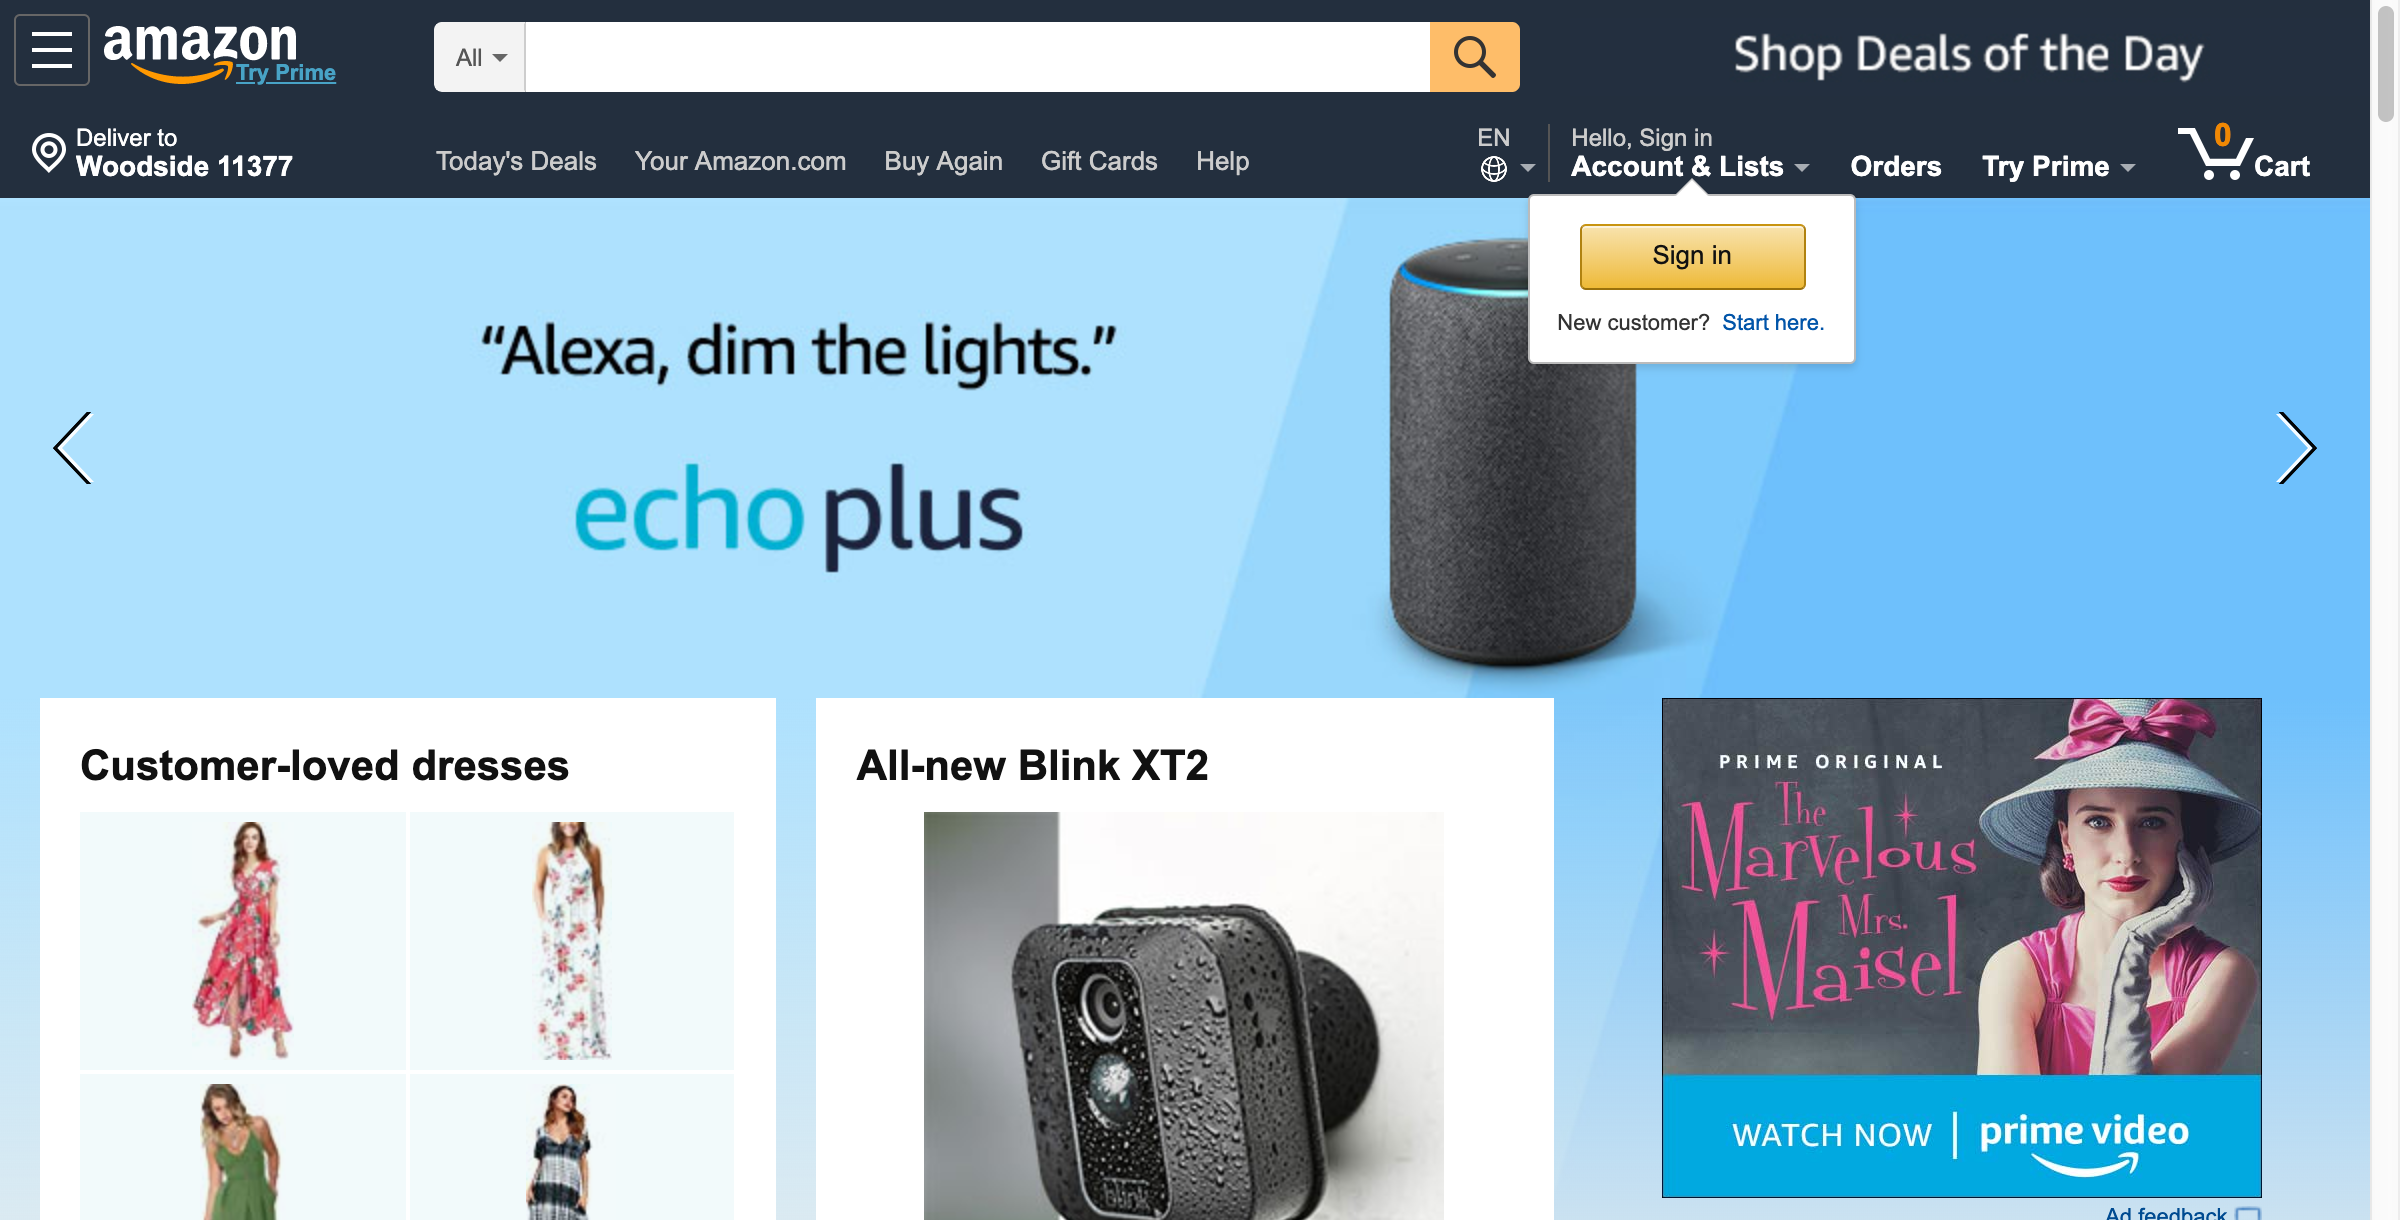 amazon
Try Prime
All
Shop Deals of the Day
Deliver to
Woodside 11377
Today's Deals
Your Amazon.com
Buy Again
Gift Cards
Help
EN
Hello, Sign in
Account & Lists
Orders
Try Prime
0
Cart
Sign in
New customer? Start here.
“Alexa, dim the lights.”
echo plus
Customer-loved dresses
All-new Blink XT2
Blink
PRIME ORIGINAL
The
Marvelous
Mrs.
Maisel
WATCH NOW | prime video
Ad feedback